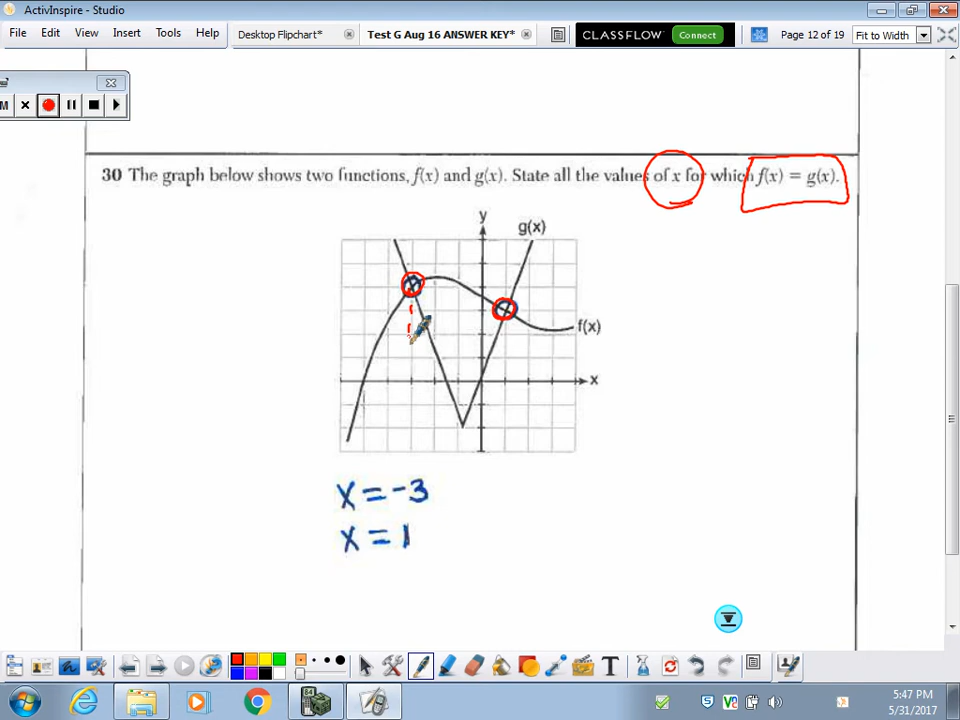 ActivInspire - Studio
File Edit View Insert Tools Help
Desktop Flipchart*
Test G Aug 16 ANSWER KEY*
CLASSFLOW
Connect
Page 12 of 19
Fit to Width
M
30 The graph below shows two functions, f(x) and g(x). State all the values of x for which f(x) = g(x).
y
g(x)
f(x)
x
x = -3
x = 1
T
5:47 PM
5/31/2017